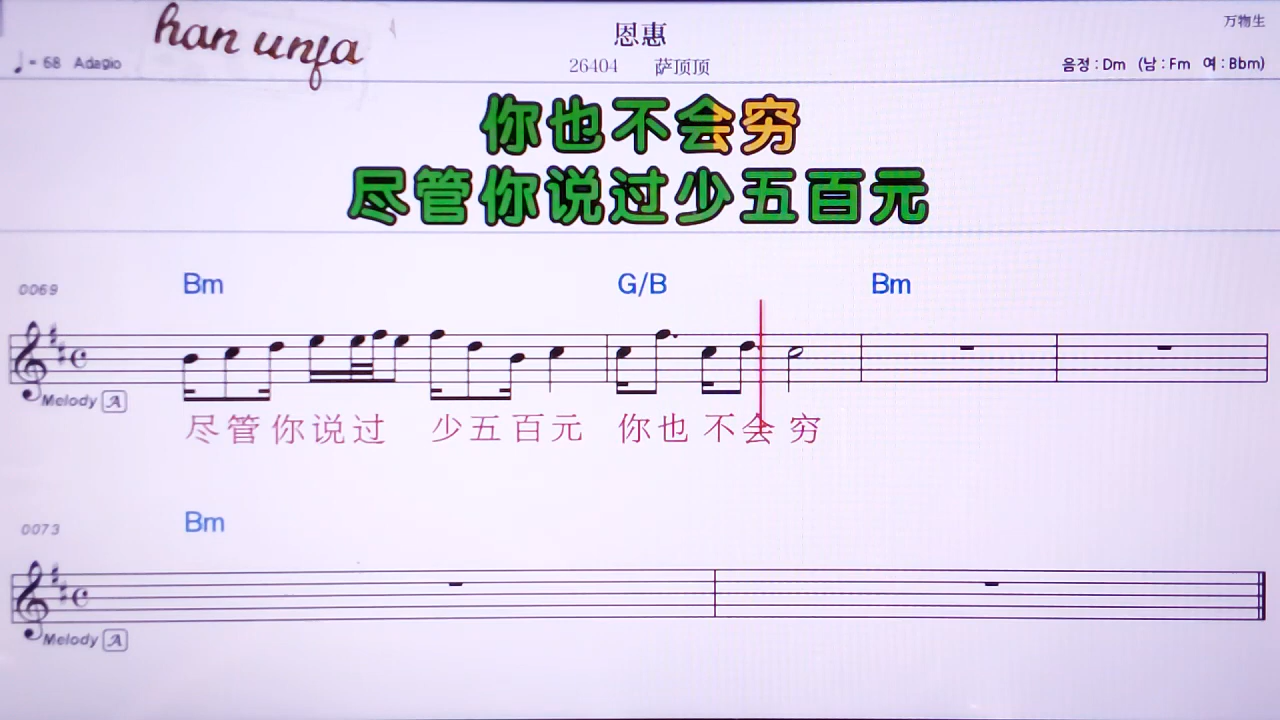 han unfa
恩惠
万物生
♩= 68 Adagio
26404 萨顶顶
음정 : Dm (남 : Fm 여 : Bbm)
你也不会穷
尽管你说过少五百元
0069 Bm G/B Bm
Melody A
尽管你说过 少五百元 你也不会穷
0073 Bm
Melody A